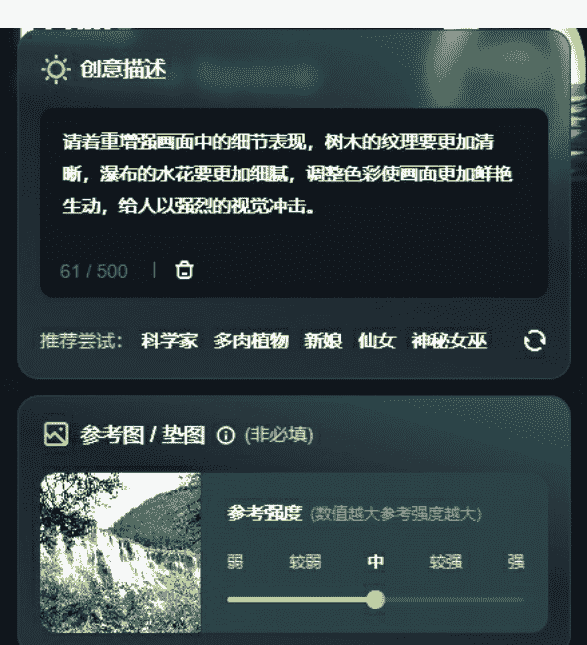 创意描述
请着重增强画面中的细节表现，树木的纹理要更加清
晰，瀑布的水花要更加细腻，调整色彩使画面更加鲜艳
生动，给人以强烈的视觉冲击。
61 / 500
推荐尝试： 科学家 多肉植物 新娘 仙女 神秘女巫
参考图 / 垫图 (非必填)
参考强度 (数值越大参考强度越大)
弱 较弱 中 较强 强